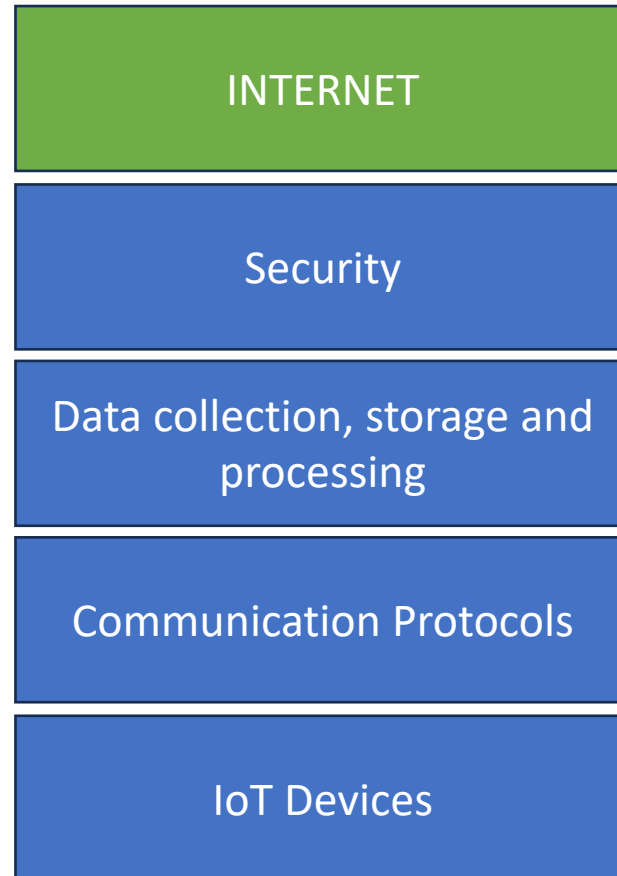 INTERNET
Security
Data collection, storage and
processing
Communication Protocols
IoT Devices